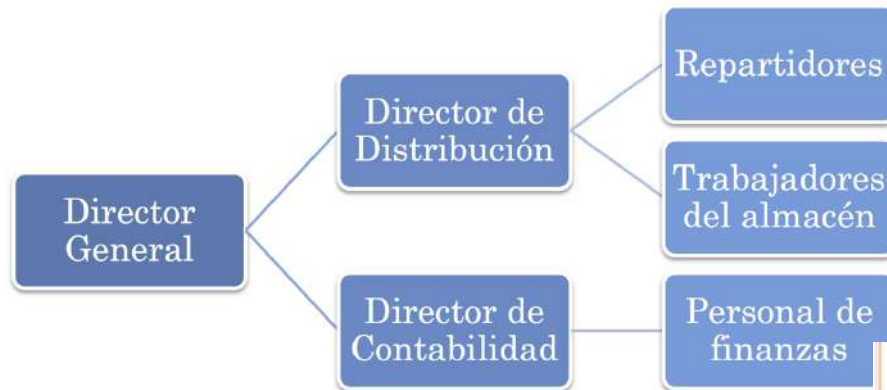 Director
General
Director de
Distribución
Repartidores
Trabajadores
del almacén
Director de
Contabilidad
Personal de
finanzas